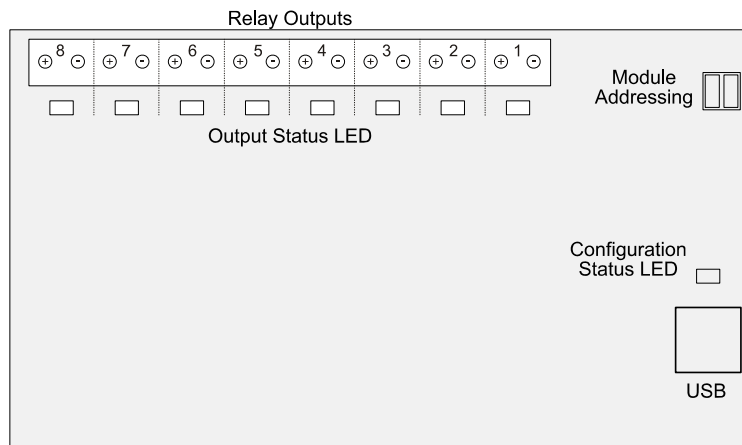 Relay Outputs
8 7 6 5 4 3 2 1
+ - + - + - + - + - + - + - + -
Output Status LED
Module
Addressing
Configuration
Status LED
USB